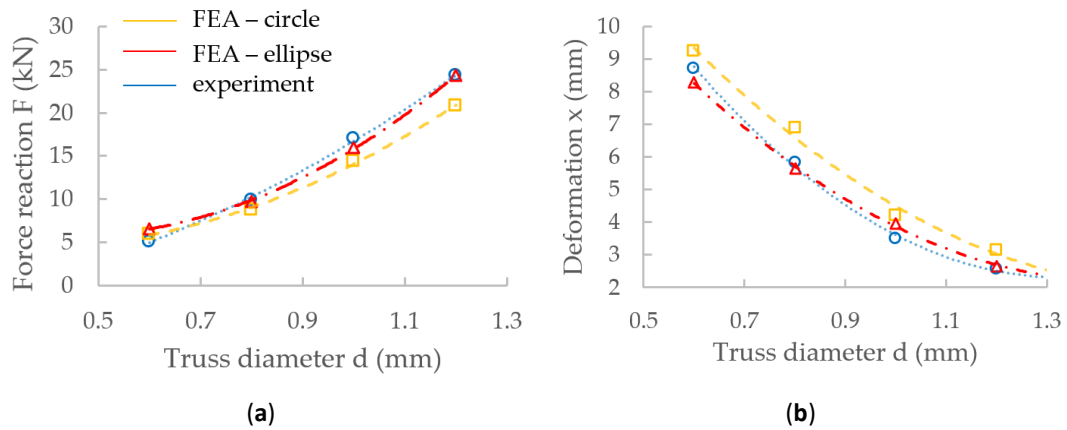 FEA – circle
FEA – ellipse
experiment
Force reaction F (kN)
30
25
20
15
10
5
0
0.5 0.7 0.9 1.1 1.3
Truss diameter d (mm)
(a)
Deformation x (mm)
10
9
8
7
6
5
4
3
2
0.5 0.7 0.9 1.1 1.3
Truss diameter d (mm)
(b)